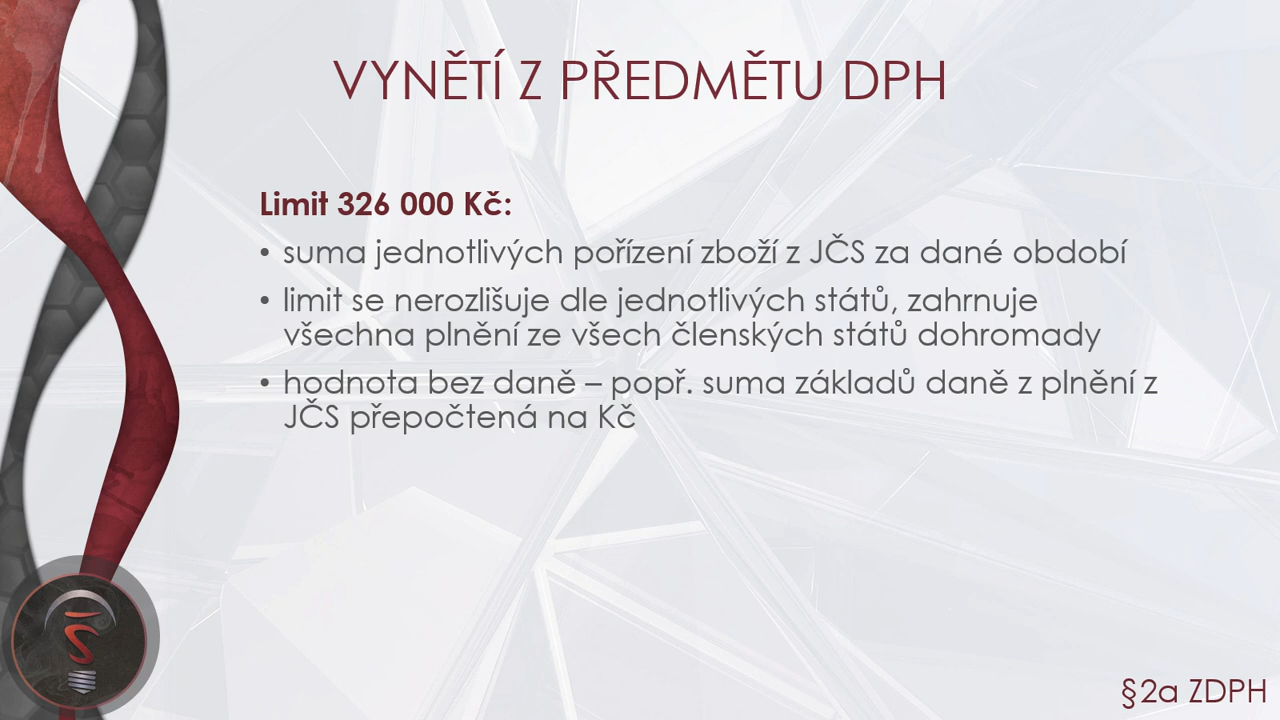 VYNĚTÍ Z PŘEDMĚTU DPH
Limit 326 000 Kč:
• suma jednotlivých pořízení zboží z JČS za dané období
• limit se nerozlišuje dle jednotlivých států, zahrnuje
všechna plnění ze všech členských států dohromady
• hodnota bez daně – popř. suma základů daně z plnění z
JČS přepočtená na Kč
§2a ZDPH